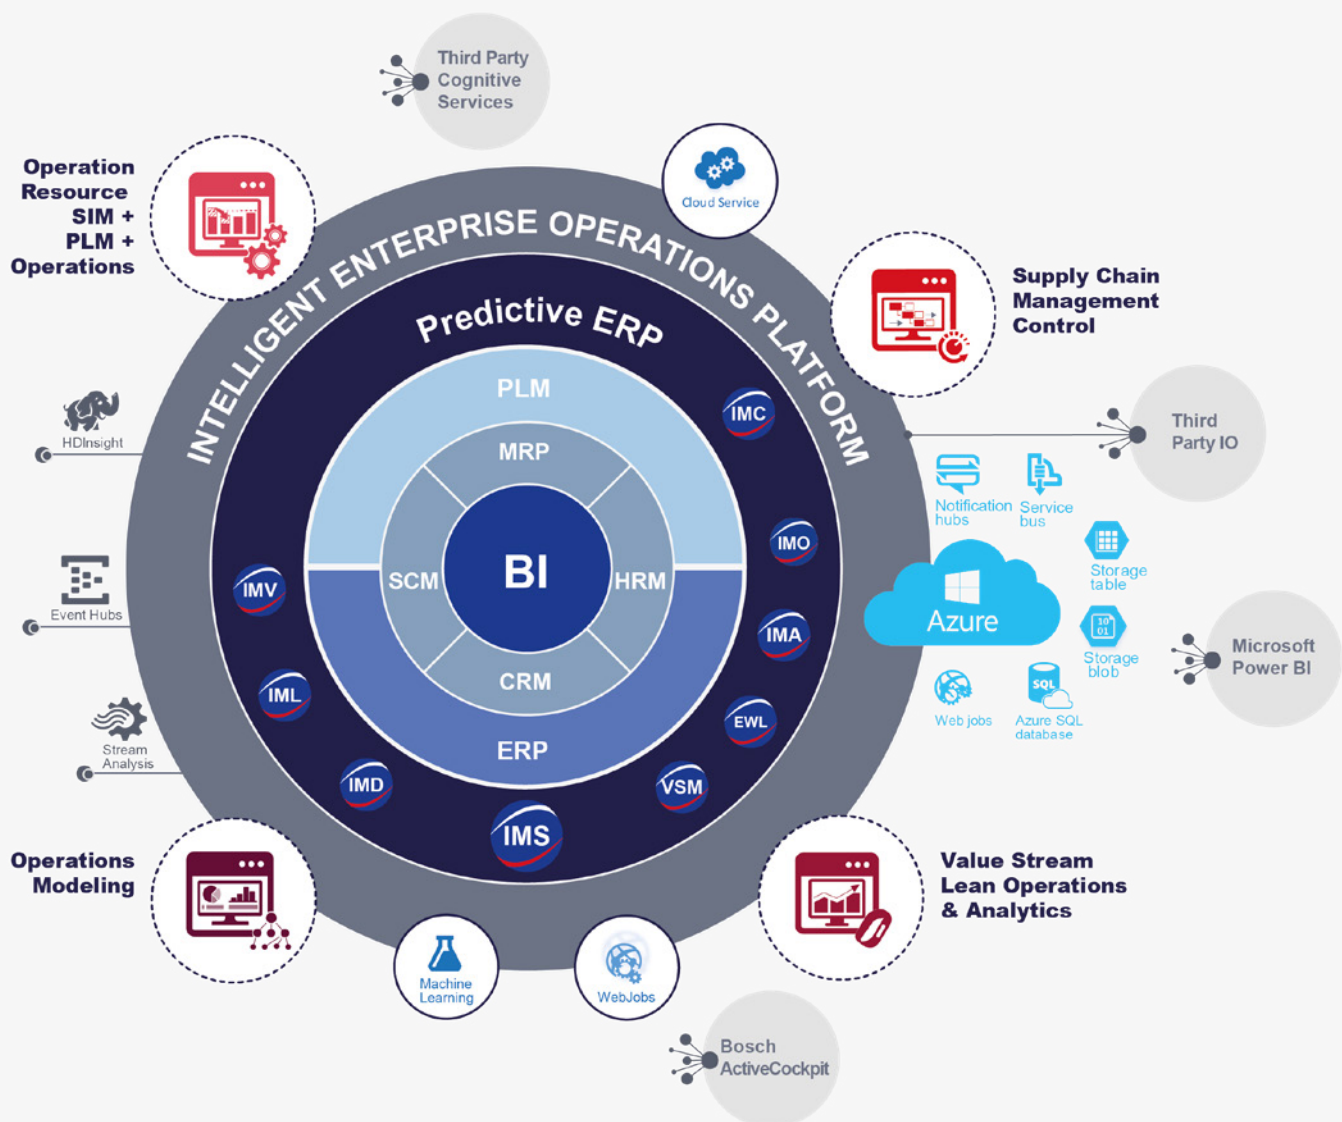 Third Party
Cognitive
Services
Cloud Service
Operation
Resource
SIM +
PLM +
Operations
INTELLIGENT ENTERPRISE OPERATIONS PLATFORM
Supply Chain
Management
Control
Predictive ERP
PLM
IMC
HDInsight
MRP
Third
Party IO
Notification
hubs
Service
bus
IMO
Storage
table
BI
SCM
HRM
IMV
Event Hubs
Azure
IMA
10
01
Storage
blob
Microsoft
Power BI
CRM
IML
EWL
SQL
Web jobs
Azure SQL
database
Stream
Analysis
ERP
IMD
VSM
IMS
Operations
Modeling
Value Stream
Lean Operations
& Analytics
Machine
Learning
WebJobs
Bosch
ActiveCockpit